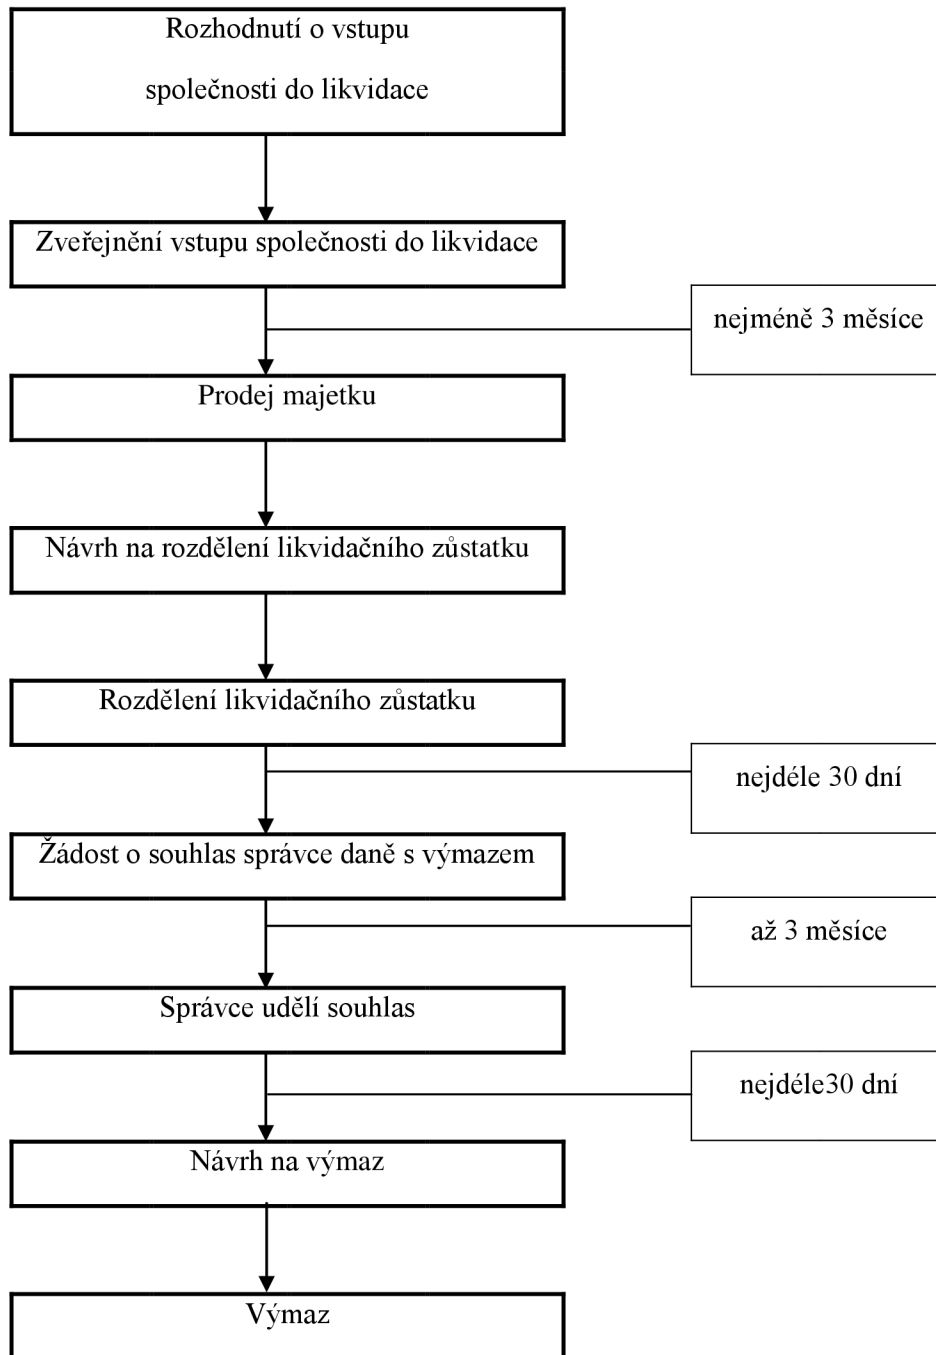 Rozhodnutí o vstupu
společnosti do likvidace
Zveřejnění vstupu společnosti do likvidace
nejméně 3 měsíce
Prodej majetku
Návrh na rozdělení likvidačního zůstatku
Rozdělení likvidačního zůstatku
nejdéle 30 dní
Žádost o souhlas správce daně s výmazem
až 3 měsíce
Správce udělí souhlas
nejdéle30 dní
Návrh na výmaz
Výmaz